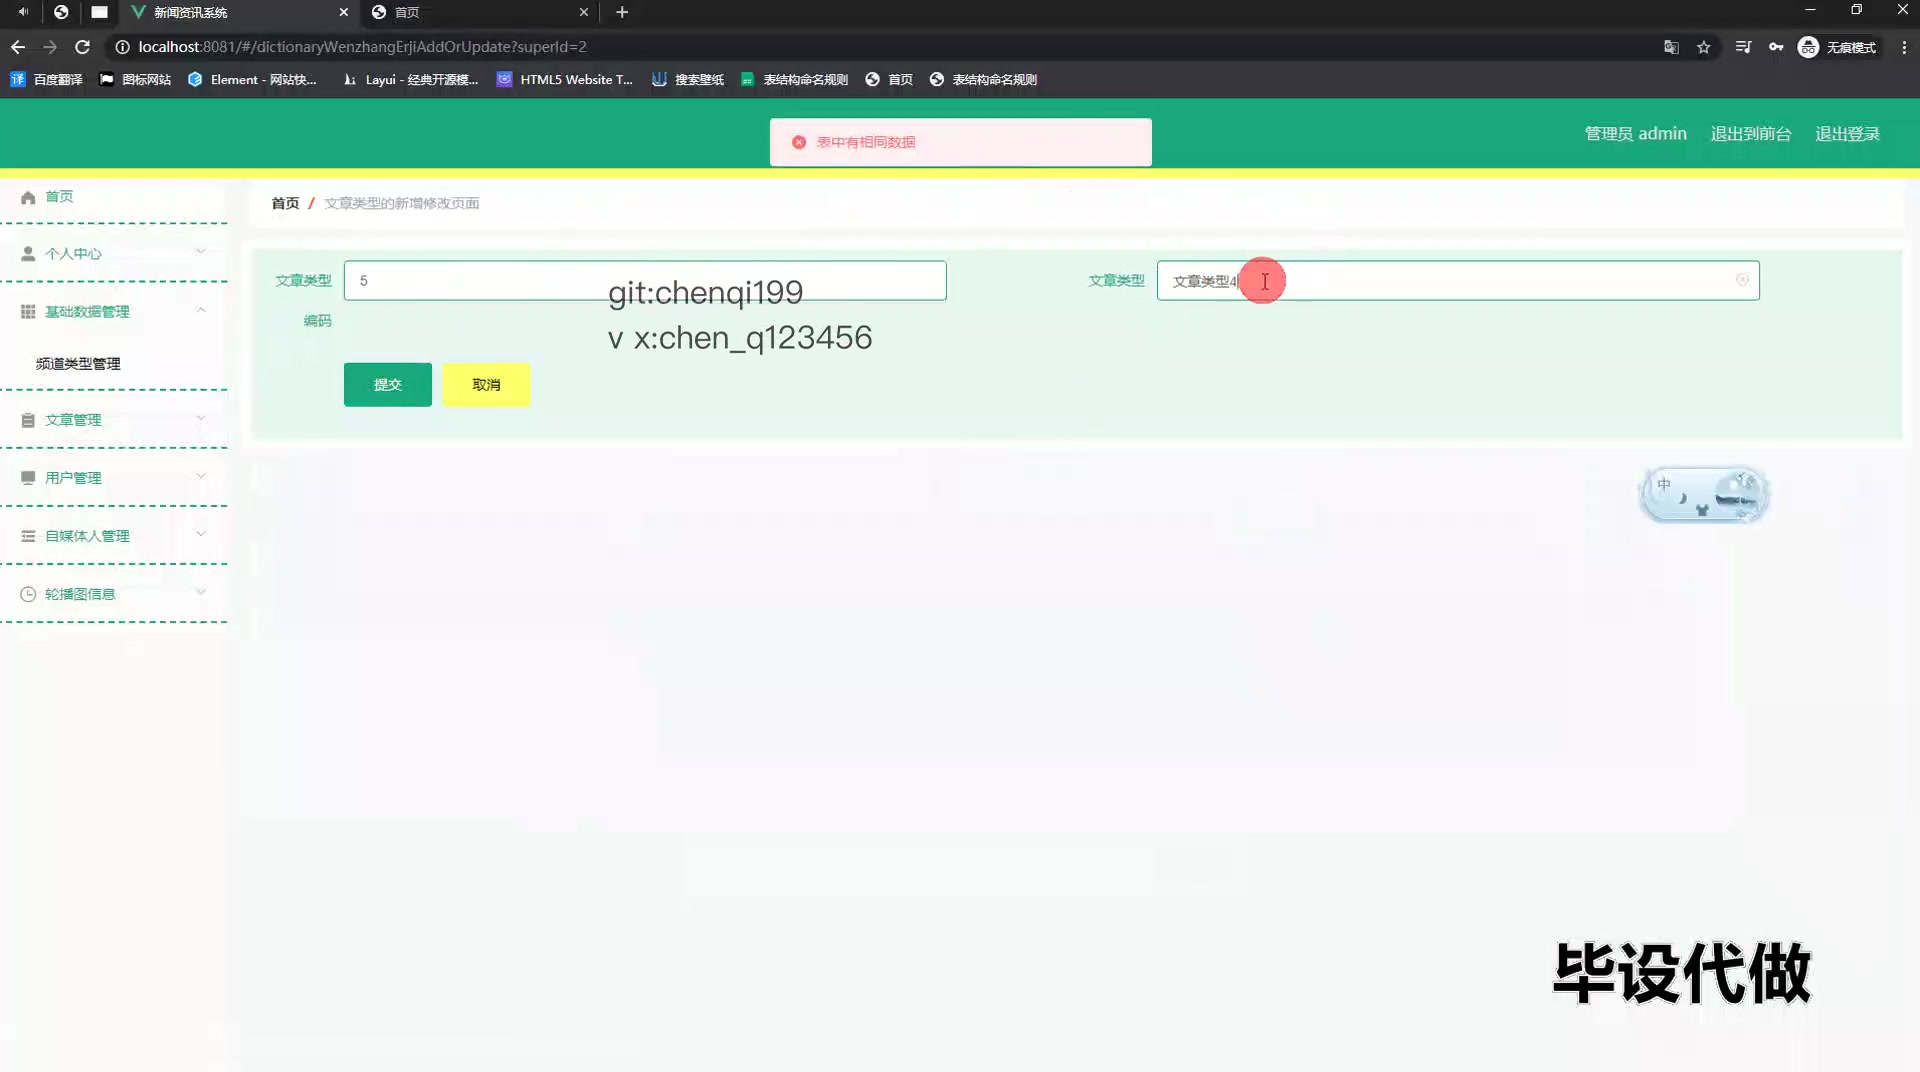 新闻资讯系统
首页
localhost:8081/#/dictionaryWenzhangErjiAddOrUpdate?superId=2
无痕模式
百度翻译
图标网站
Element - 网站快...
Layui - 经典开源模...
HTML5 Website T...
搜索壁纸
表结构命名规则
首页
表结构命名规则
表中有相同数据
管理员 admin
退出到前台
退出登录
首页
首页 / 文章类型的新增修改页面
个人中心
基础数据管理
频道类型管理
文章管理
用户管理
自媒体人管理
轮播图信息
文章类型
编码
5
文章类型
文章类型4
git:chenqi199
v x:chen_q123456
提交
取消
中
毕设代做